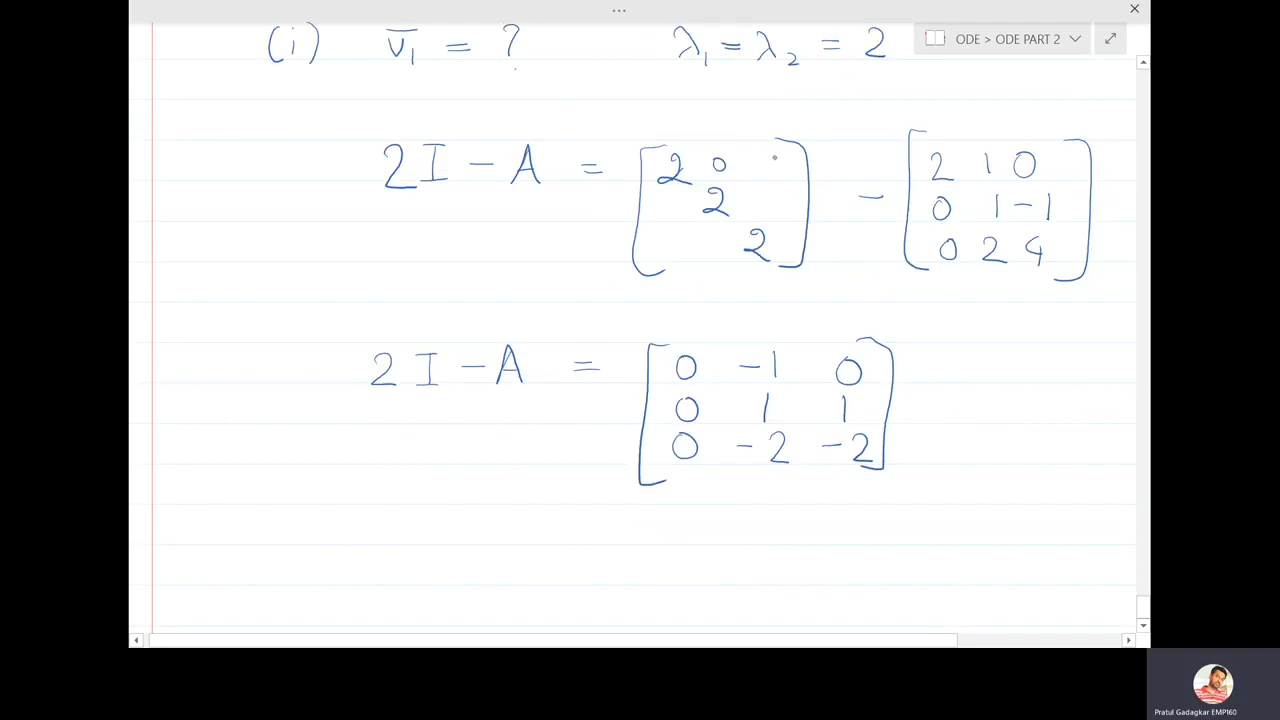 ODE > ODE PART 2
(i) v̅₁ = ? λ₁ = λ₂ = 2
2I - A = [ 2 0
2
2 ] - [ 2 1 0
0 1 -1
0 2 4 ]
2I - A = [ 0 -1 0
0 1 1
0 -2 -2 ]
Pratul Gadagkar EMP160